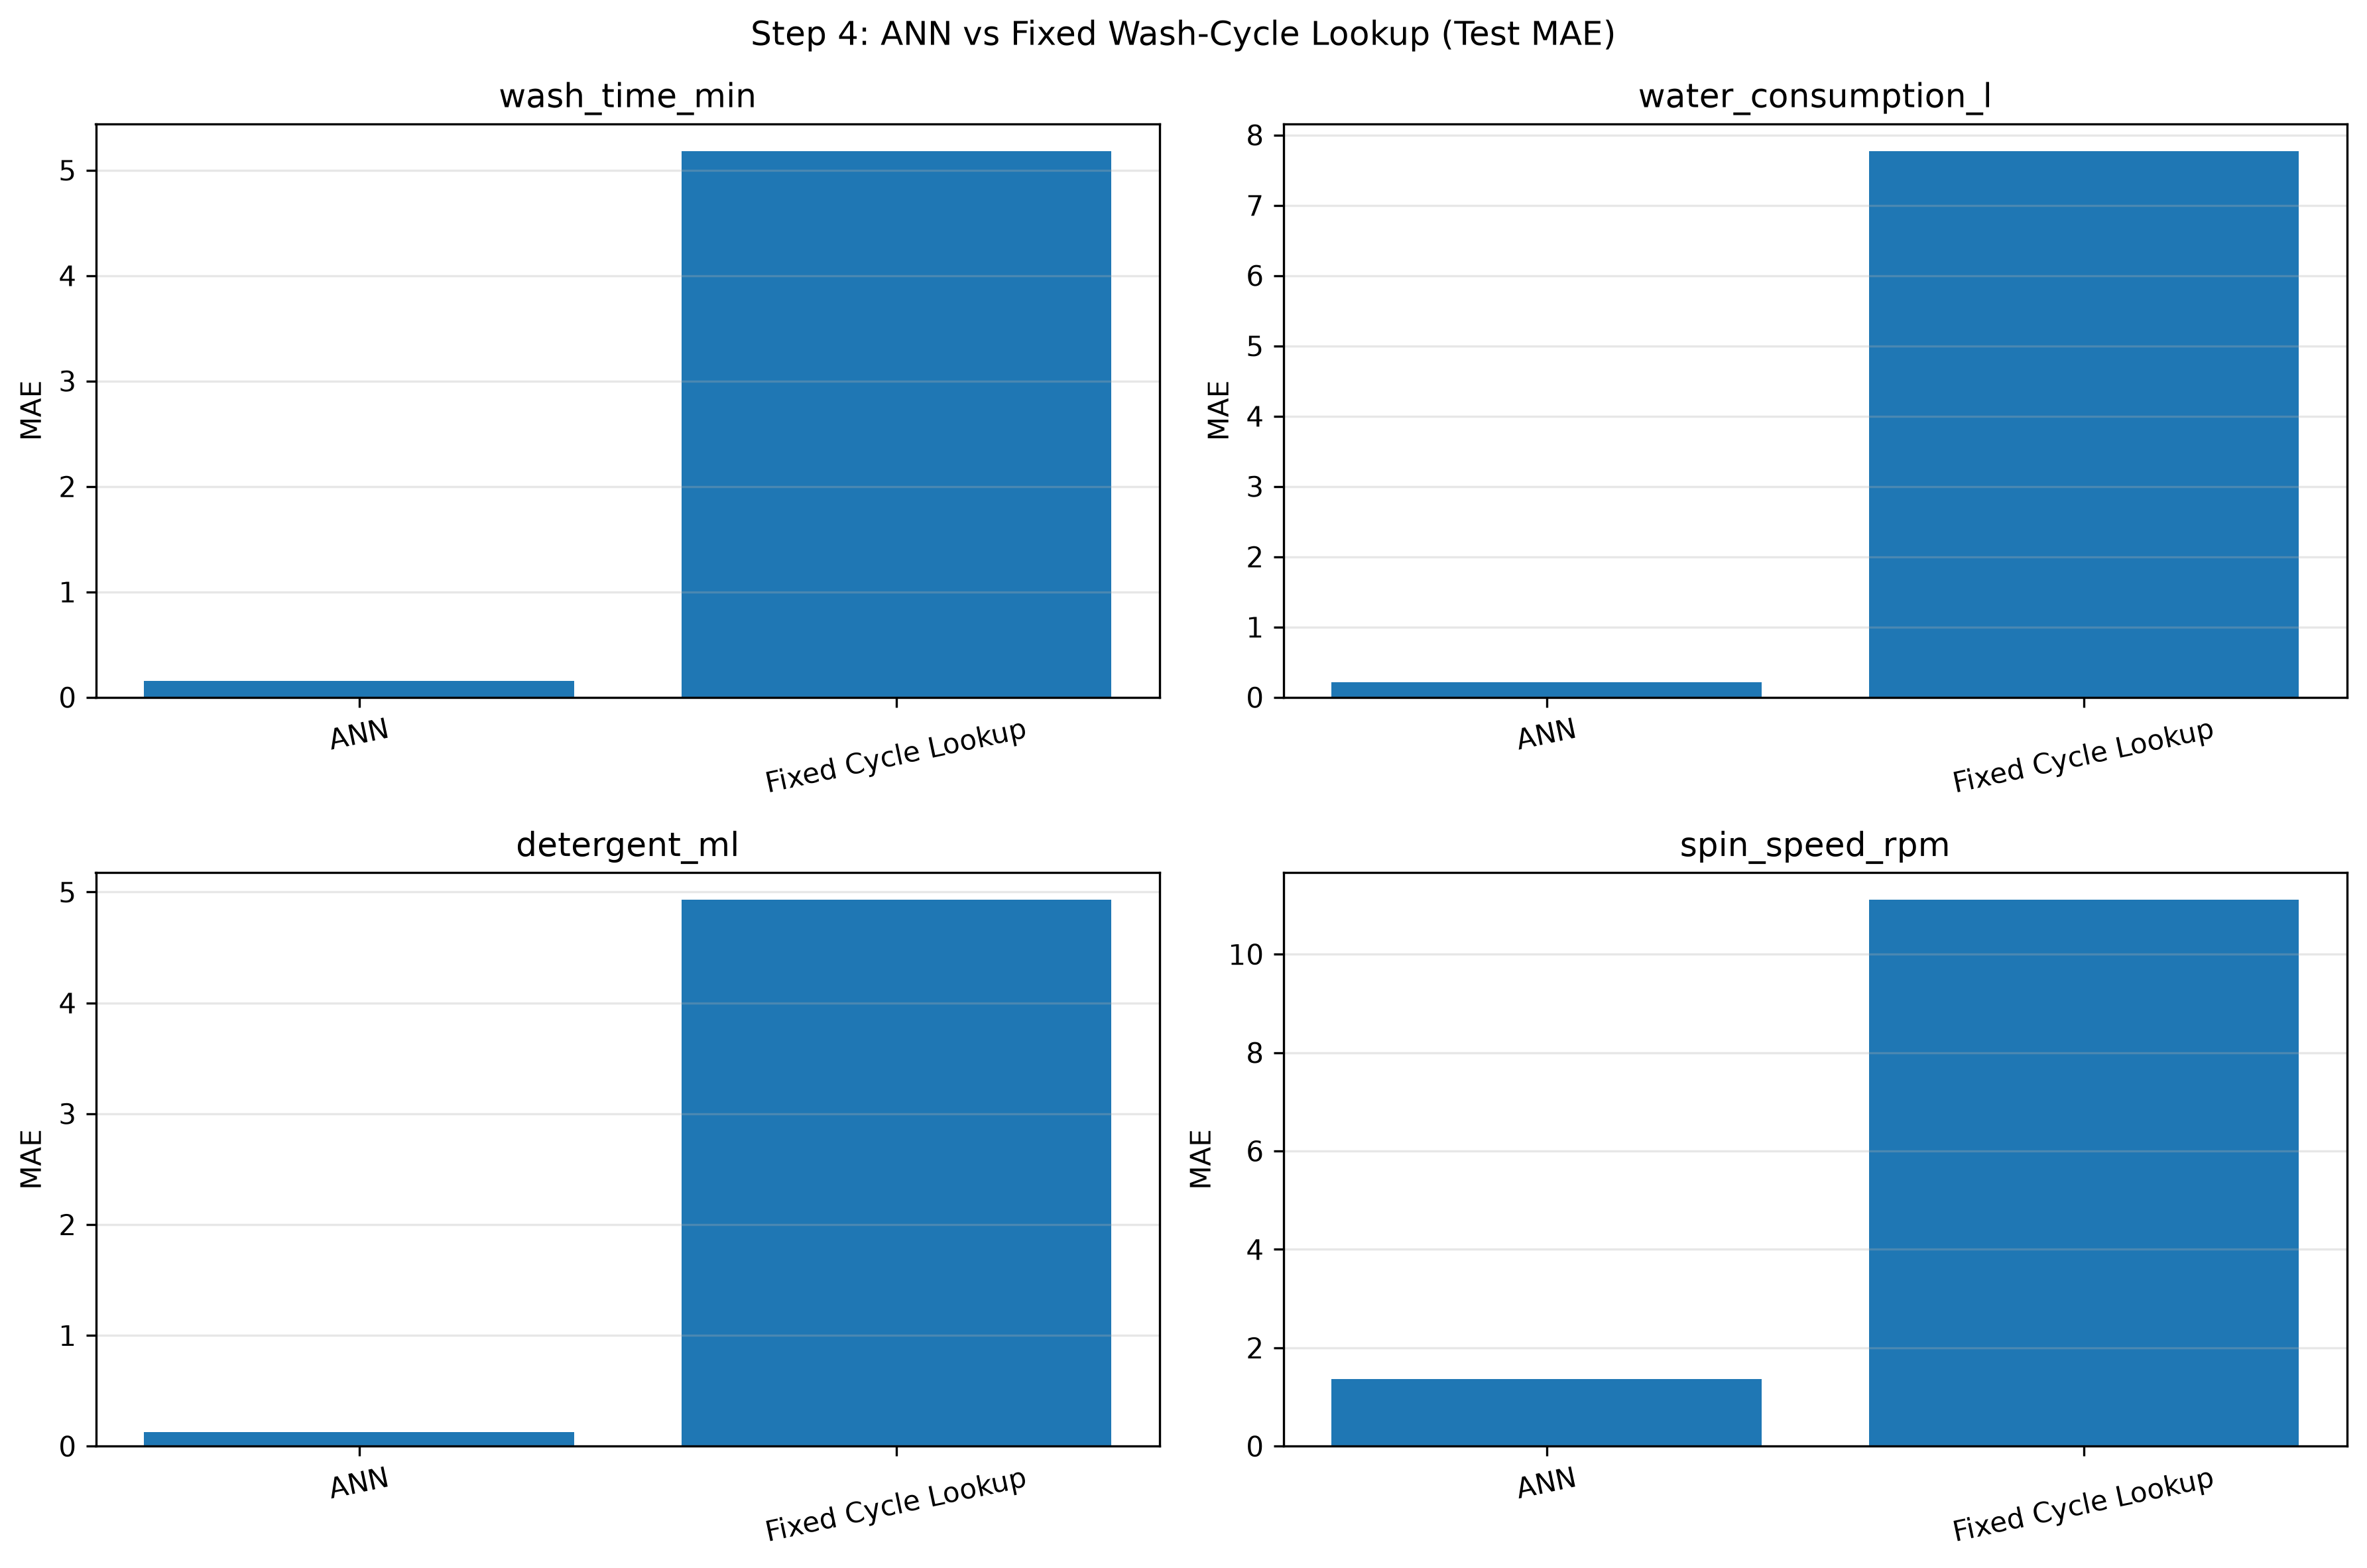 Step 4: ANN vs Fixed Wash-Cycle Lookup (Test MAE)
wash_time_min
MAE
5
4
3
2
1
0
ANN
Fixed Cycle Lookup
water_consumption_l
MAE
8
7
6
5
4
3
2
1
0
ANN
Fixed Cycle Lookup
detergent_ml
MAE
5
4
3
2
1
0
ANN
Fixed Cycle Lookup
spin_speed_rpm
MAE
10
8
6
4
2
0
ANN
Fixed Cycle Lookup